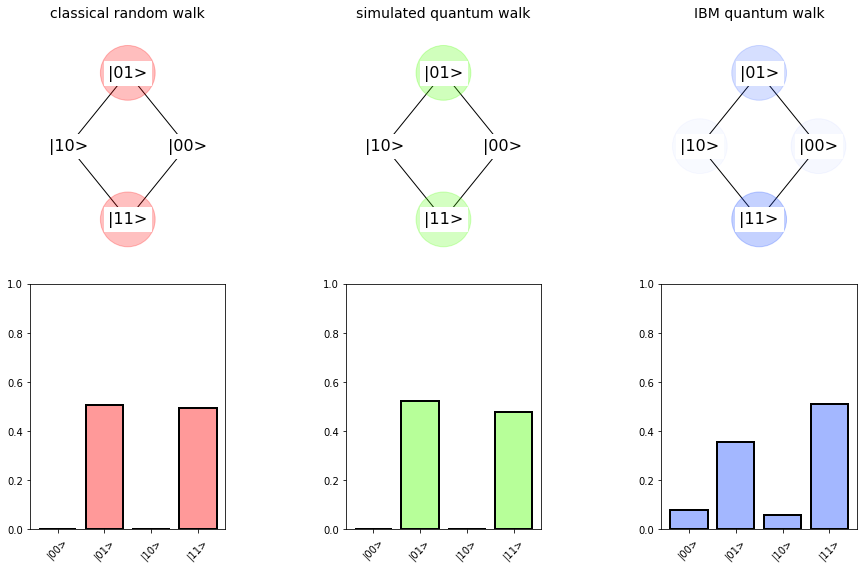 classical random walk simulated quantum walk IBM quantum walk
|01> |01> |01>
|10> |00> |10> |00> |10> |00>
|11> |11> |11>
1.0 1.0 1.0
0.8 0.8 0.8
0.6 0.6 0.6
0.4 0.4 0.4
0.2 0.2 0.2
0.0 0.0 0.0
|00> |01> |10> |11> |00> |01> |10> |11> |00> |01> |10> |11>